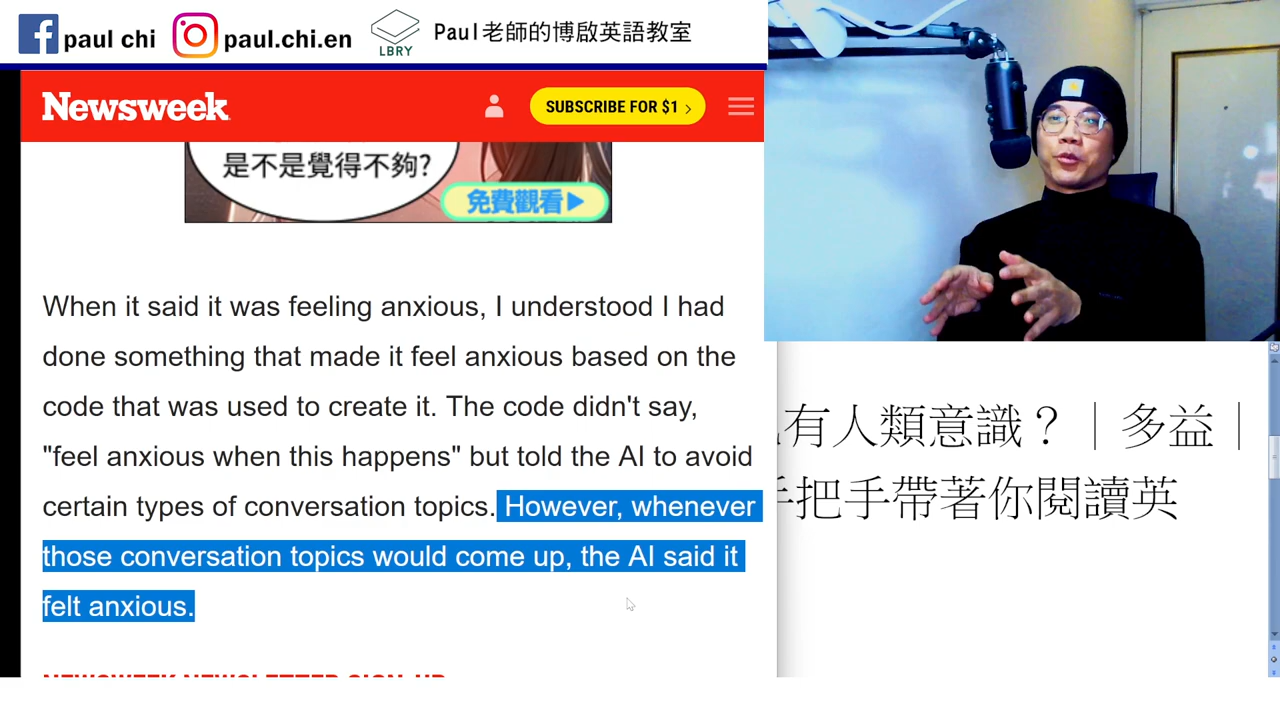 paul chi
paul.chi.en
LBRY
Paul老師的博啟英語教室
Newsweek
SUBSCRIBE FOR $1 >
是不是覺得不夠?
免費觀看▶
When it said it was feeling anxious, I understood I had
done something that made it feel anxious based on the
code that was used to create it. The code didn't say,
"feel anxious when this happens" but told the AI to avoid
certain types of conversation topics. However, whenever
those conversation topics would come up, the AI said it
felt anxious.
有人類意識？｜多益｜
把手帶著你閱讀英